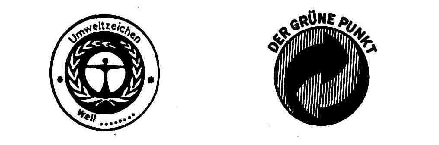 Umweltzeichen
weil ........
DER GRÜNE PUNKT